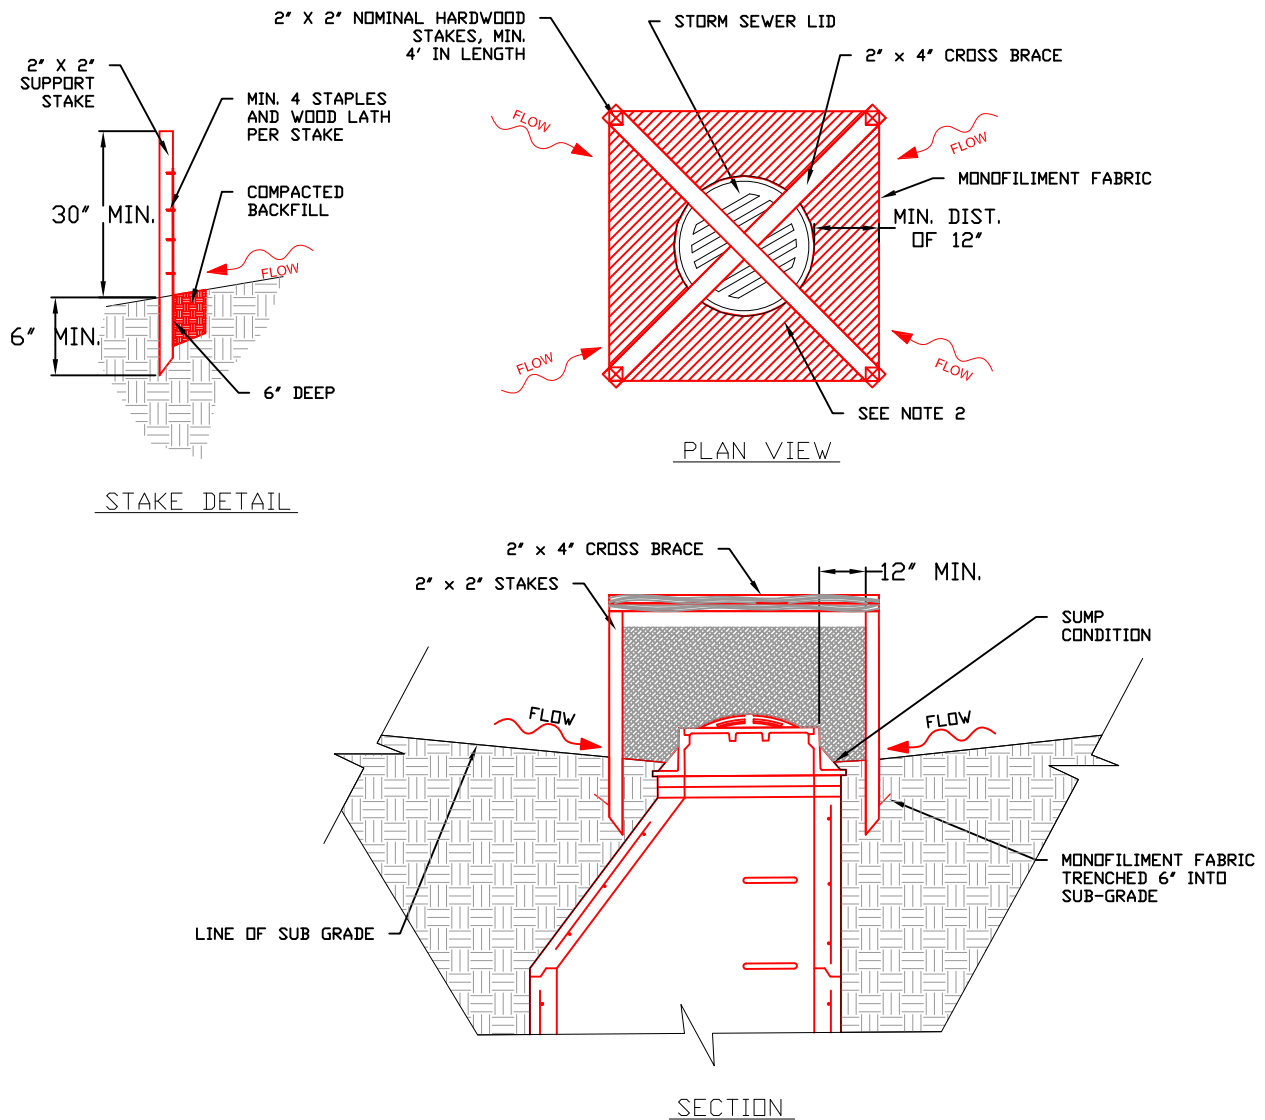 2" X 2" NOMINAL HARDWOOD
STAKES, MIN.
4' IN LENGTH
STORM SEWER LID
2" x 4" CROSS BRACE
2" X 2"
SUPPORT
STAKE
MIN. 4 STAPLES
AND WOOD LATH
PER STAKE
FLOW
FLOW
COMPACTED
BACKFILL
MONOFILIMENT FABRIC
30" MIN.
MIN. DIST.
OF 12"
FLOW
6" MIN.
FLOW
FLOW
6" DEEP
SEE NOTE 2
PLAN VIEW
STAKE DETAIL
2" x 4" CROSS BRACE
2" x 2" STAKES
12" MIN.
SUMP
CONDITION
FLOW
FLOW
MONOFILIMENT FABRIC
TRENCHED 6" INTO
SUB-GRADE
LINE OF SUB GRADE
SECTION